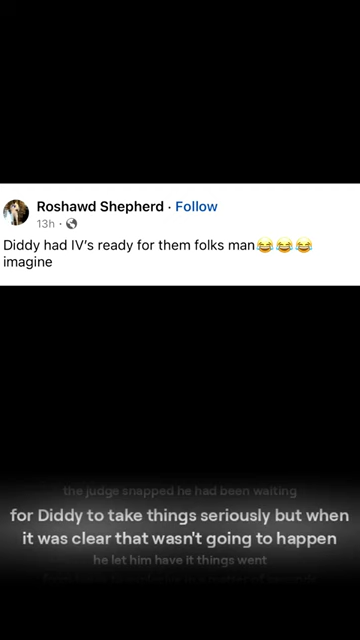 Roshawd Shepherd · Follow
13h ·
Diddy had IV's ready for them folks man😂😂😂
imagine
the judge snapped he had been waiting
for Diddy to take things seriously but when
it was clear that wasn't going to happen
he let him have it things went